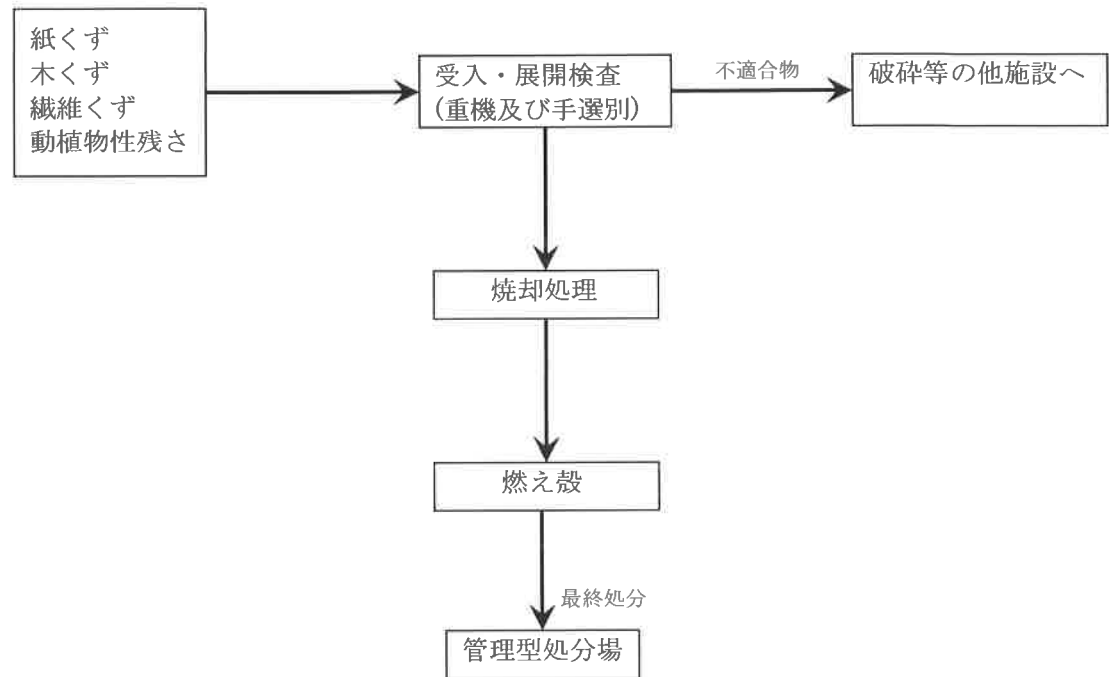 紙くず
木くず
繊維くず
動植物性残さ
受入・展開検査
(重機及び手選別)
不適合物
破砕等の他施設へ
焼却処理
燃え殻
最終処分
管理型処分場